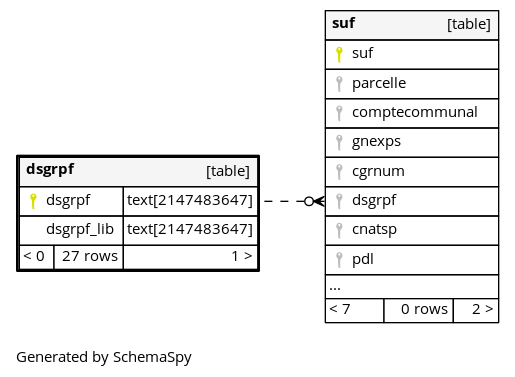 suf [table]
suf
parcelle
comptecommunal
gnexps
cgrnum
dsgrpf
cnatsp
pdl
...
< 7 0 rows 2 >
dsgrpf [table]
dsgrpf text[2147483647]
dsgrpf_lib text[2147483647]
< 0 27 rows 1 >
Generated by SchemaSpy